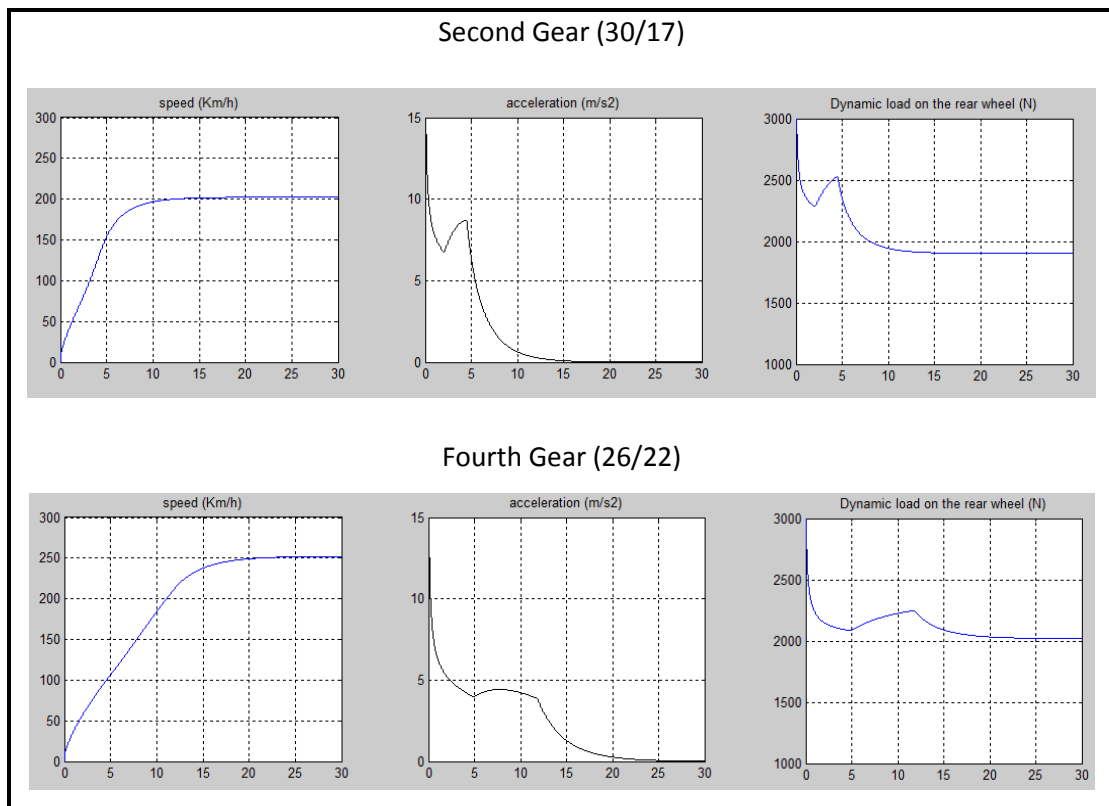 Second Gear (30/17)
speed (Km/h)
acceleration (m/s2)
Dynamic load on the rear wheel (N)
300
250
200
150
100
50
0
0 5 10 15 20 25 30
15
10
5
0
0 5 10 15 20 25 30
3000
2500
2000
1500
1000
0 5 10 15 20 25 30
Fourth Gear (26/22)
speed (Km/h)
acceleration (m/s2)
Dynamic load on the rear wheel (N)
300
250
200
150
100
50
0
0 5 10 15 20 25 30
15
10
5
0
0 5 10 15 20 25 30
3000
2500
2000
1500
1000
0 5 10 15 20 25 30